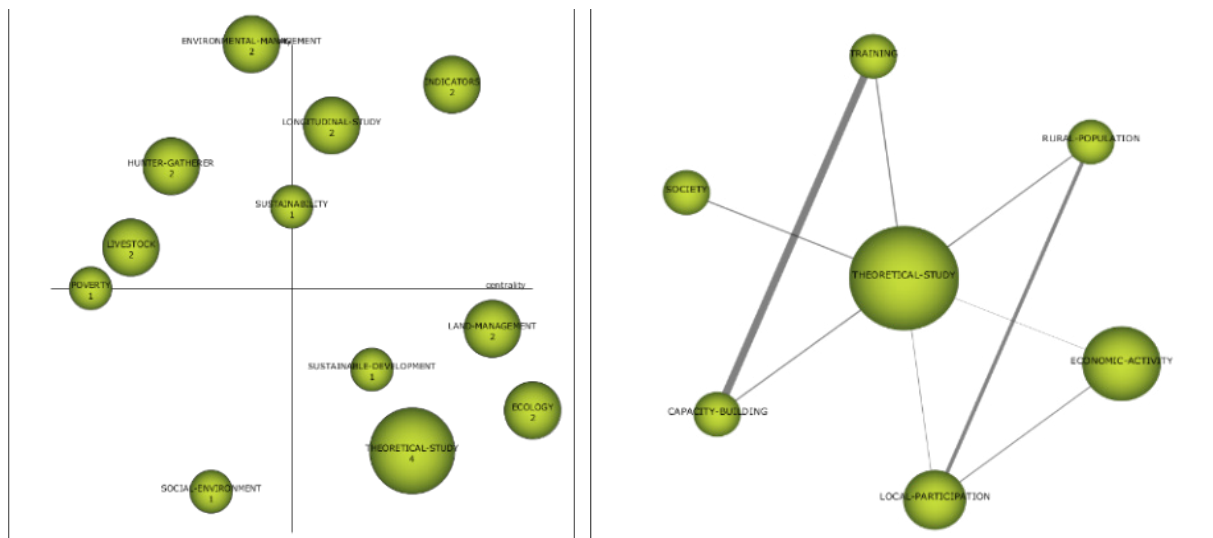 ENVIRONMENTAL-MANAGEMENT
2
INDICATORS
2
LONGITUDINAL-STUDY
2
HUNTER-GATHERER
2
SUSTAINABILITY
1
LIVESTOCK
2
POVERTY
1
centrality
LAND-MANAGEMENT
2
SUSTAINABLE-DEVELOPMENT
1
ECOLOGY
2
THEORETICAL-STUDY
4
SOCIAL-ENVIRONMENT
1
TRAINING
RURAL-POPULATION
SOCIETY
THEORETICAL-STUDY
ECONOMIC-ACTIVITY
CAPACITY-BUILDING
LOCAL-PARTICIPATION